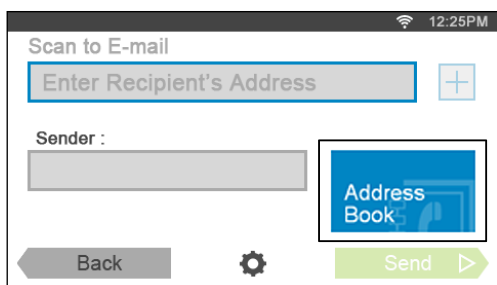 12:25PM
Scan to E-mail
Enter Recipient's Address
Sender :
Address
Book
Back
Send